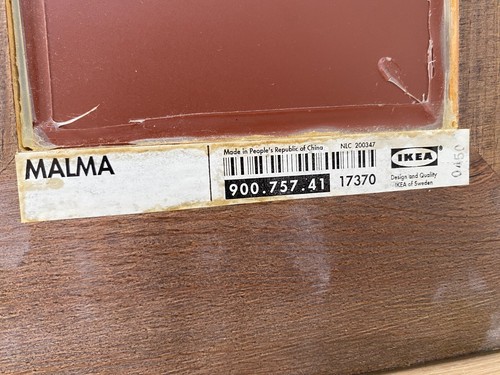 MALMA
Made in People's Republic of China NLC 200347
900.757.41 17370
IKEA
Design and Quality
IKEA of Sweden
0450